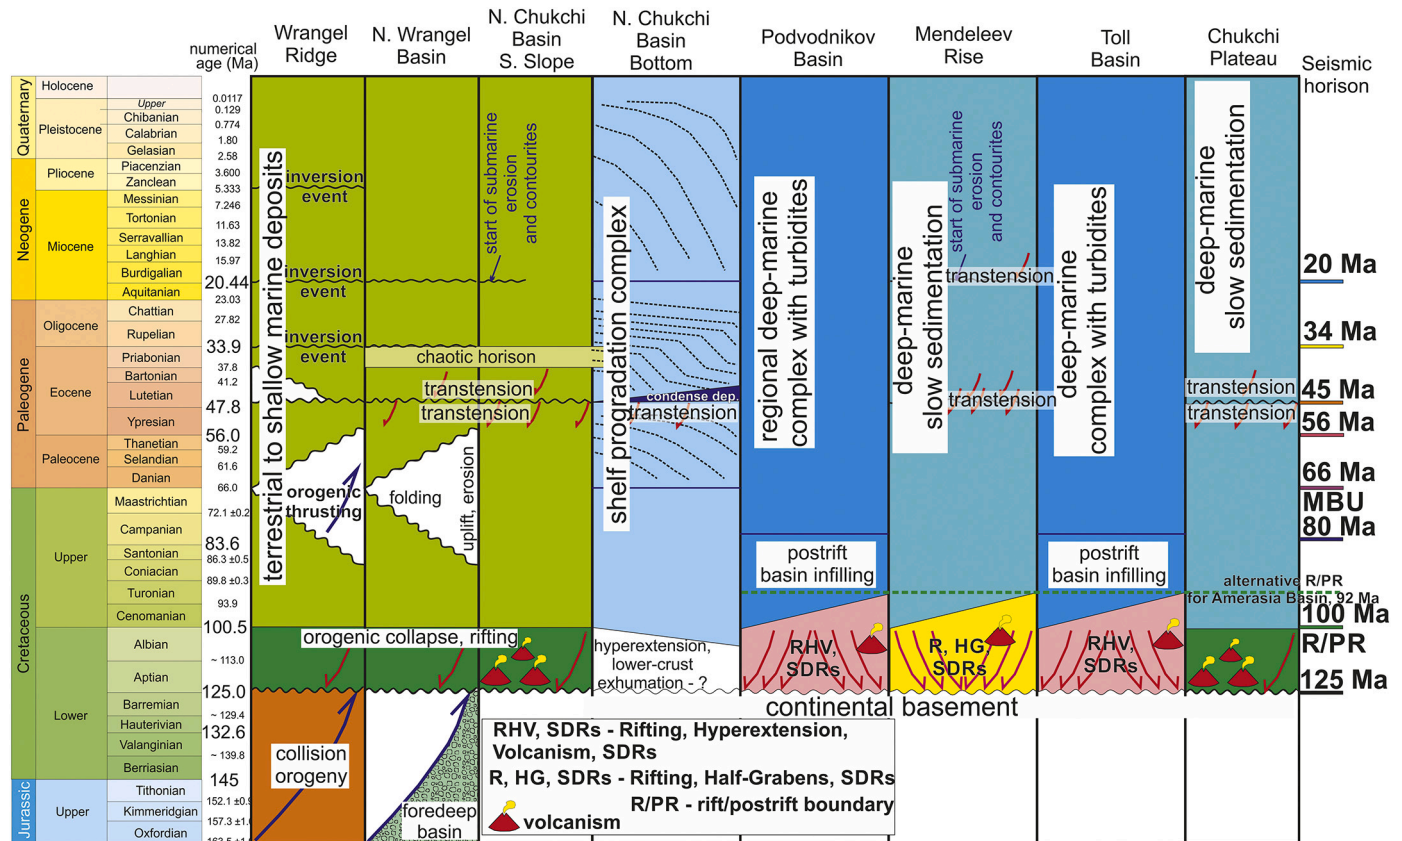 numerical
age (Ma)
Wrangel
Ridge
N. Wrangel
Basin
N. Chukchi
Basin
S. Slope
N. Chukchi
Basin
Bottom
Podvodnikov
Basin
Mendeleev
Rise
Toll
Basin
Chukchi
Plateau
Seismic
horison
Quaternary
Neogene
Paleogene
Cretaceous
Jurassic
Holocene
Pleistocene
Pliocene
Miocene
Oligocene
Eocene
Paleocene
Upper
Lower
Upper
Upper
Chibanian
Calabrian
Gelasian
Piacenzian
Zanclean
Messinian
Tortonian
Serravallian
Langhian
Burdigalian
Aquitanian
Chattian
Rupelian
Priabonian
Bartonian
Lutetian
Ypresian
Thanetian
Selandian
Danian
Maastrichtian
Campanian
Santonian
Coniacian
Turonian
Cenomanian
Albian
Aptian
Barremian
Hauterivian
Valanginian
Berriasian
Tithonian
Kimmeridgian
Oxfordian
0.0117
0.129
0.774
1.80
2.58
3.600
5.333
7.246
11.63
13.82
15.97
20.44
23.03
27.82
33.9
37.8
41.2
47.8
56.0
59.2
61.6
66.0
72.1 ±0.2
83.6
86.3 ±0.5
89.8 ±0.3
93.9
100.5
~ 113.0
125.0
~ 129.4
132.6
~ 139.8
145
152.1 ±0.9
157.3 ±1.0
terrestrial to shallow marine deposits
inversion
event
inversion
event
inversion
event
orogenic
thrusting
folding
uplift, erosion
start of submarine
erosion
and contourites
chaotic horison
transtension
transtension
shelf progradation complex
condense dep.
transtension
regional deep-marine
complex with turbidites
deep-marine
slow sedimentation
start of submarine
erosion
and contourites
transtension
transtension
deep-marine
complex with turbidites
deep-marine
slow sedimentation
transtension
transtension
postrift
basin infilling
postrift
basin infilling
alternative R/PR
for Amerasia Basin, 92 Ma
orogenic collapse, rifting
hyperextension,
lower-crust
exhumation - ?
RHV,
SDRs
R, HG,
SDRs
RHV,
SDRs
continental basement
collision
orogeny
foredeep
basin
RHV, SDRs - Rifting, Hyperextension,
Volcanism, SDRs
R, HG, SDRs - Rifting, Half-Grabens, SDRs
R/PR - rift/postrift boundary
volcanism
20 Ma
34 Ma
45 Ma
56 Ma
66 Ma
MBU
80 Ma
100 Ma
R/PR
125 Ma